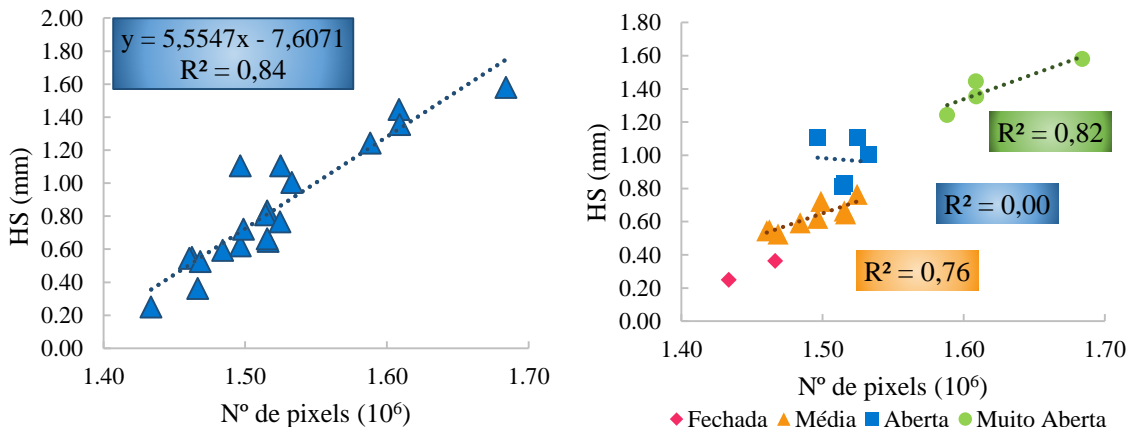 2.00
1.80
1.60
1.40
1.20
1.00
0.80
0.60
0.40
0.20
0.00
HS (mm)
y = 5,5547x - 7,6071
R² = 0,84
1.40 1.50 1.60 1.70
Nº de pixels (10⁶)
1.80
1.60
1.40
1.20
1.00
0.80
0.60
0.40
0.20
0.00
HS (mm)
R² = 0,82
R² = 0,00
R² = 0,76
1.40 1.50 1.60 1.70
Nº de pixels (10⁶)
Fechada Média Aberta Muito Aberta